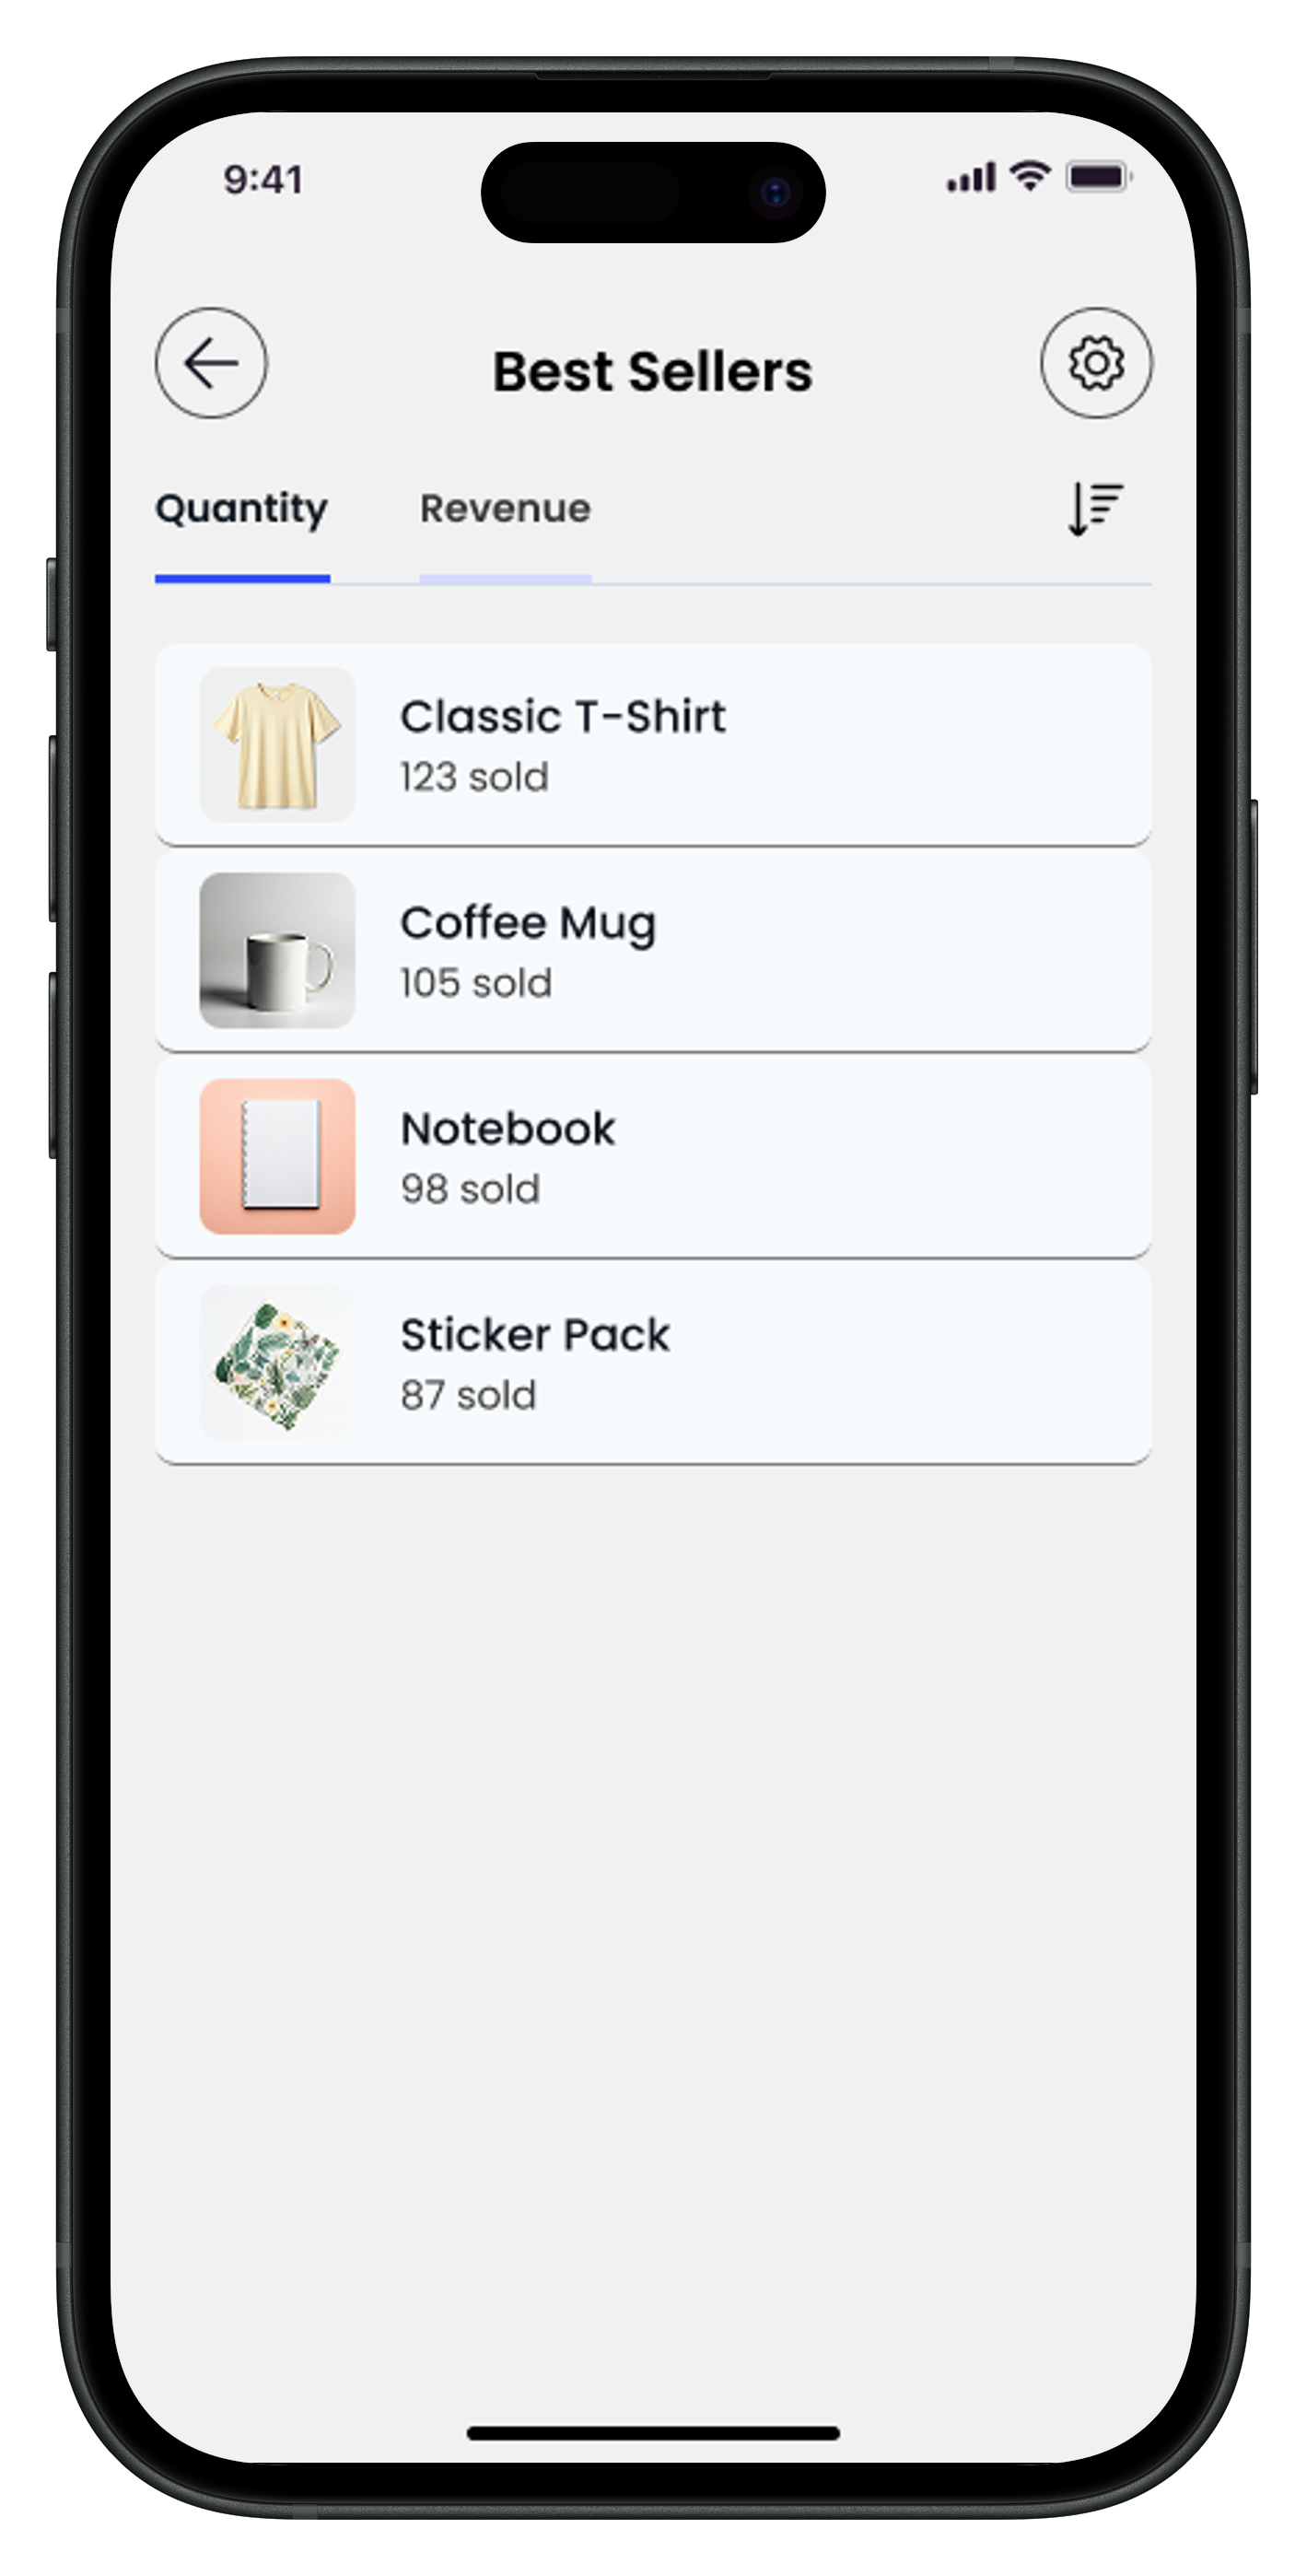 9:41
Best Sellers
Quantity Revenue
Classic T-Shirt
123 sold
Coffee Mug
105 sold
Notebook
98 sold
Sticker Pack
87 sold